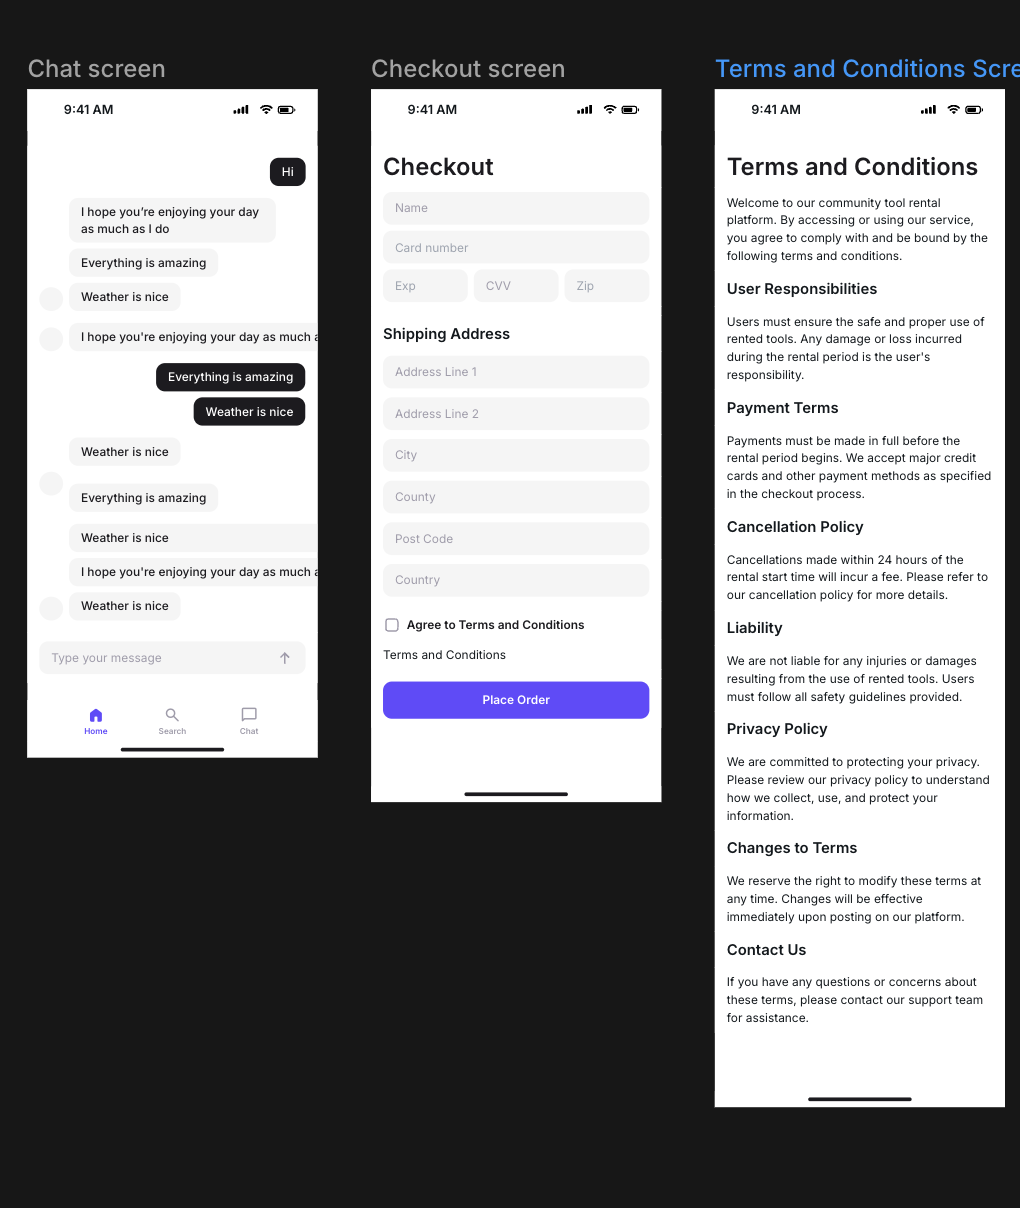 Chat screen
9:41 AM
Hi
I hope you're enjoying your day
as much as I do
Everything is amazing
Weather is nice
I hope you're enjoying your day as much a
Everything is amazing
Weather is nice
Weather is nice
Everything is amazing
Weather is nice
I hope you're enjoying your day as much a
Weather is nice
Type your message
Home
Search
Chat
Checkout screen
9:41 AM
Checkout
Name
Card number
Exp
CVV
Zip
Shipping Address
Address Line 1
Address Line 2
City
County
Post Code
Country
Agree to Terms and Conditions
Terms and Conditions
Place Order
Terms and Conditions Scre
9:41 AM
Terms and Conditions
Welcome to our community tool rental
platform. By accessing or using our service,
you agree to comply with and be bound by the
following terms and conditions.
User Responsibilities
Users must ensure the safe and proper use of
rented tools. Any damage or loss incurred
during the rental period is the user's
responsibility.
Payment Terms
Payments must be made in full before the
rental period begins. We accept major credit
cards and other payment methods as specified
in the checkout process.
Cancellation Policy
Cancellations made within 24 hours of the
rental start time will incur a fee. Please refer to
our cancellation policy for more details.
Liability
We are not liable for any injuries or damages
resulting from the use of rented tools. Users
must follow all safety guidelines provided.
Privacy Policy
We are committed to protecting your privacy.
Please review our privacy policy to understand
how we collect, use, and protect your
information.
Changes to Terms
We reserve the right to modify these terms at
any time. Changes will be effective
immediately upon posting on our platform.
Contact Us
If you have any questions or concerns about
these terms, please contact our support team
for assistance.